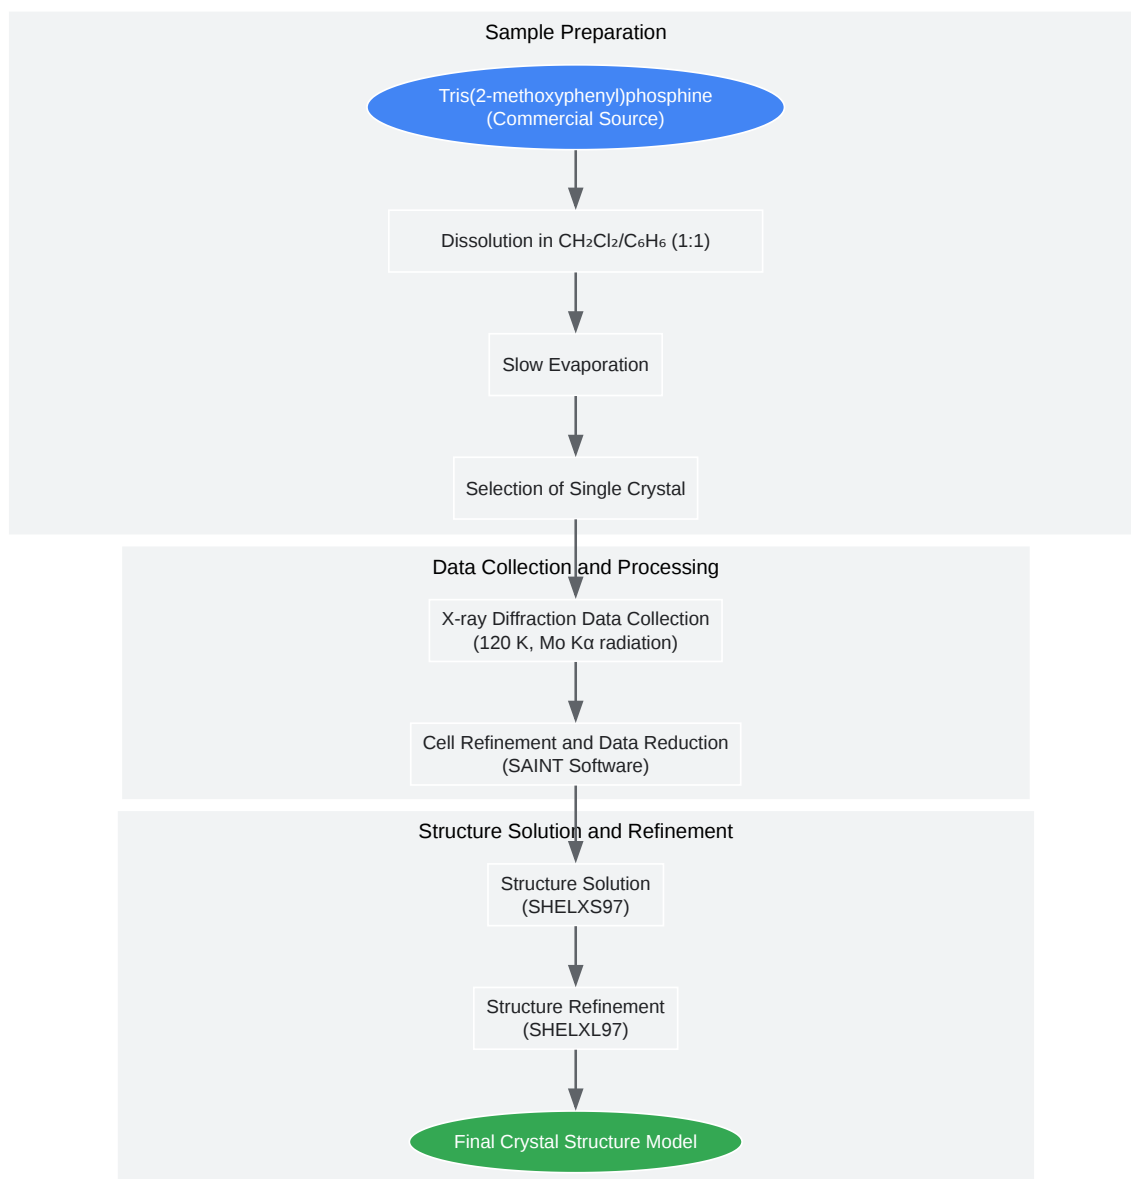 Sample Preparation
Tris(2-methoxyphenyl)phosphine
(Commercial Source)
Dissolution in CH₂Cl₂/C₆H₆ (1:1)
Slow Evaporation
Selection of Single Crystal
Data Collection and Processing
X-ray Diffraction Data Collection
(120 K, Mo Kα radiation)
Cell Refinement and Data Reduction
(SAINT Software)
Structure Solution and Refinement
Structure Solution
(SHELXS97)
Structure Refinement
(SHELXL97)
Final Crystal Structure Model